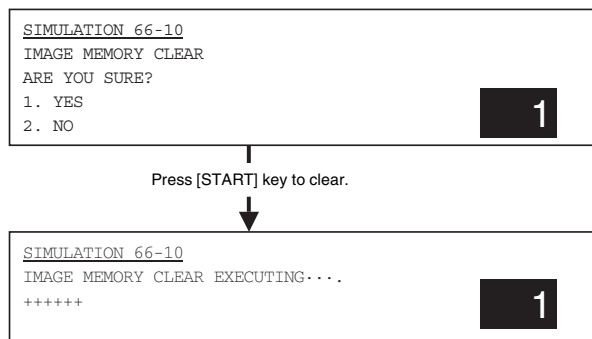 SIMULATION 66-10
IMAGE MEMORY CLEAR
ARE YOU SURE?
1. YES
2. NO
1
Press [START] key to clear.
SIMULATION 66-10
IMAGE MEMORY CLEAR EXECUTING・・・.
++++++
1